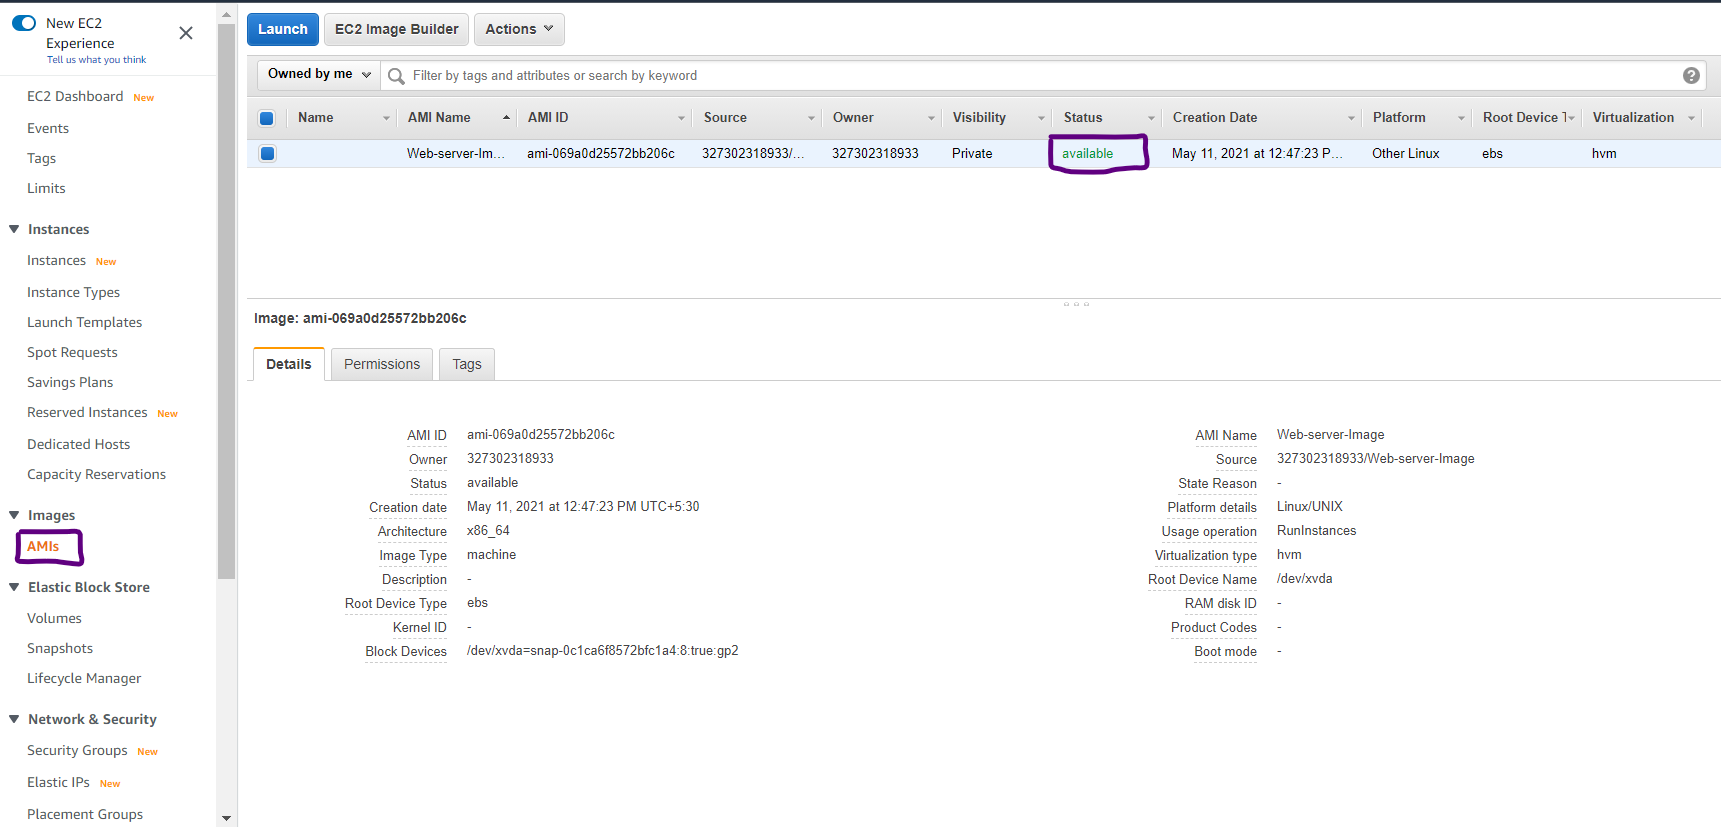 New EC2
Experience
Tell us what you think
EC2 Dashboard New
Events
Tags
Limits
Instances
Instances New
Instance Types
Launch Templates
Spot Requests
Savings Plans
Reserved Instances New
Dedicated Hosts
Capacity Reservations
Images
AMIs
Elastic Block Store
Volumes
Snapshots
Lifecycle Manager
Network & Security
Security Groups New
Elastic IPs New
Placement Groups
Launch EC2 Image Builder Actions
Owned by me Filter by tags and attributes or search by keyword
Name AMI Name AMI ID Source Owner Visibility Status Creation Date Platform Root Device T Virtualization
Web-server-Im... ami-069a0d25572bb206c 327302318933/... 327302318933 Private available May 11, 2021 at 12:47:23 P... Other Linux ebs hvm
Image: ami-069a0d25572bb206c
Details Permissions Tags
AMI ID ami-069a0d25572bb206c
Owner 327302318933
Status available
Creation date May 11, 2021 at 12:47:23 PM UTC+5:30
Architecture x86_64
Image Type machine
Description -
Root Device Type ebs
Kernel ID -
Block Devices /dev/xvda=snap-0c1ca6f8572bfc1a4:8:true:gp2
AMI Name Web-server-Image
Source 327302318933/Web-server-Image
State Reason -
Platform details Linux/UNIX
Usage operation RunInstances
Virtualization type hvm
Root Device Name /dev/xvda
RAM disk ID -
Product Codes -
Boot mode -